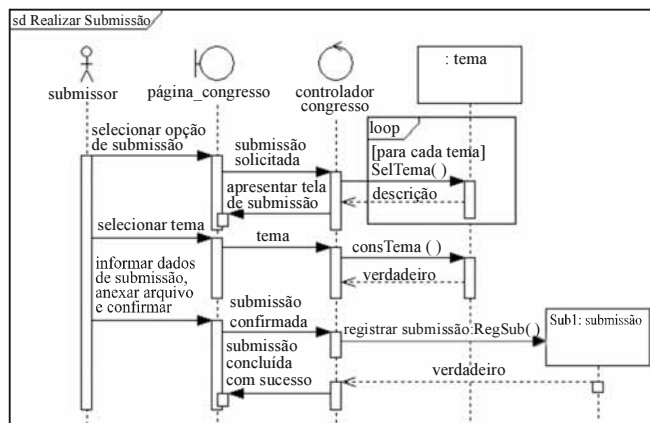 sd Realizar Submissão
submissor
página_congresso
controlador
congresso
: tema
selecionar opção
de submissão
submissão
solicitada
loop
[para cada tema]
SelTema( )
apresentar tela
de submissão
descrição
selecionar tema
tema
consTema ( )
verdadeiro
informar dados
de submissão,
anexar arquivo
e confirmar
submissão
confirmada
registrar submissão:RegSub( )
Sub1: submissão
submissão
concluída
com sucesso
verdadeiro